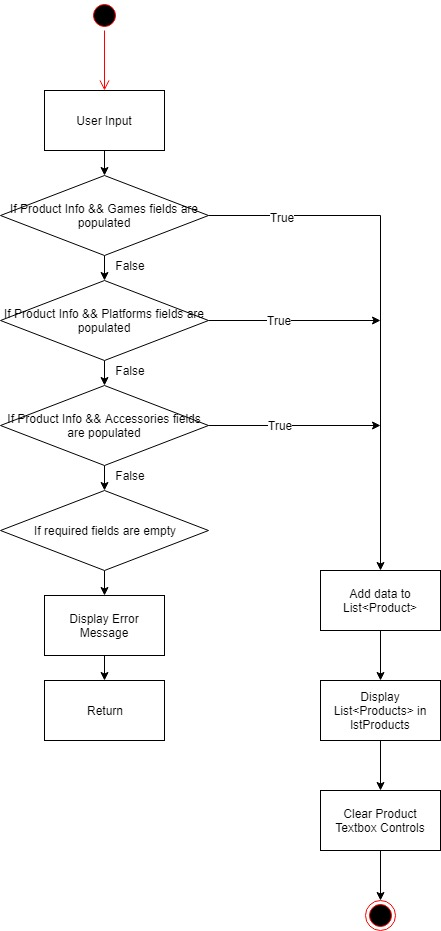 User Input
If Product Info && Games fields are
populated
True
False
If Product Info && Platforms fields are
populated
True
False
If Product Info && Accessories fields
are populated
True
False
If required fields are empty
Display Error
Message
Return
Add data to
List<Product>
Display
List<Products> in
lstProducts
Clear Product
Textbox Controls